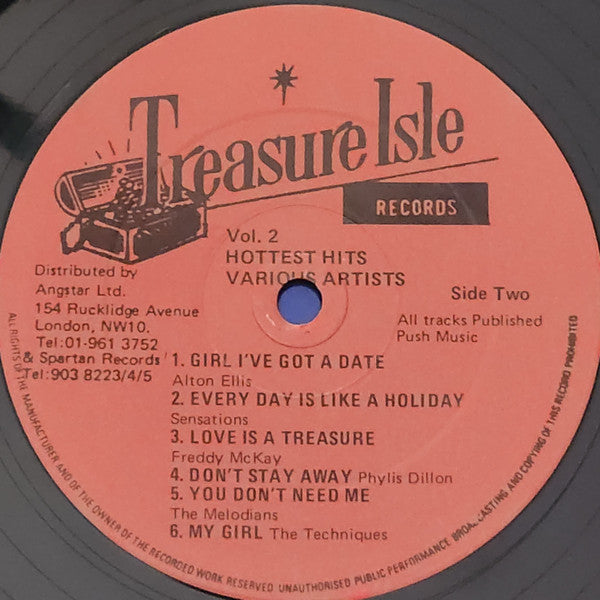 Treasure Isle
RECORDS
Vol. 2
HOTTEST HITS
VARIOUS ARTISTS
Distributed by
Angstar Ltd.
154 Rucklidge Avenue
London, NW10.
Tel:01-961 3752
& Spartan Records
Tel:903 8223/4/5
Side Two
All tracks Published
Push Music
1. GIRL I'VE GOT A DATE
Alton Ellis
2. EVERY DAY IS LIKE A HOLIDAY
Sensations
3. LOVE IS A TREASURE
Freddy McKay
4. DON'T STAY AWAY Phylis Dillon
5. YOU DON'T NEED ME
The Melodians
6. MY GIRL The Techniques
ALL RIGHTS OF THE MANUFACTURER AND OF THE OWNER OF THE RECORDED WORK RESERVED UNAUTHORISED PUBLIC PERFORMANCE BROADCASTING AND COPYING OF THIS RECORD PROHIBITED